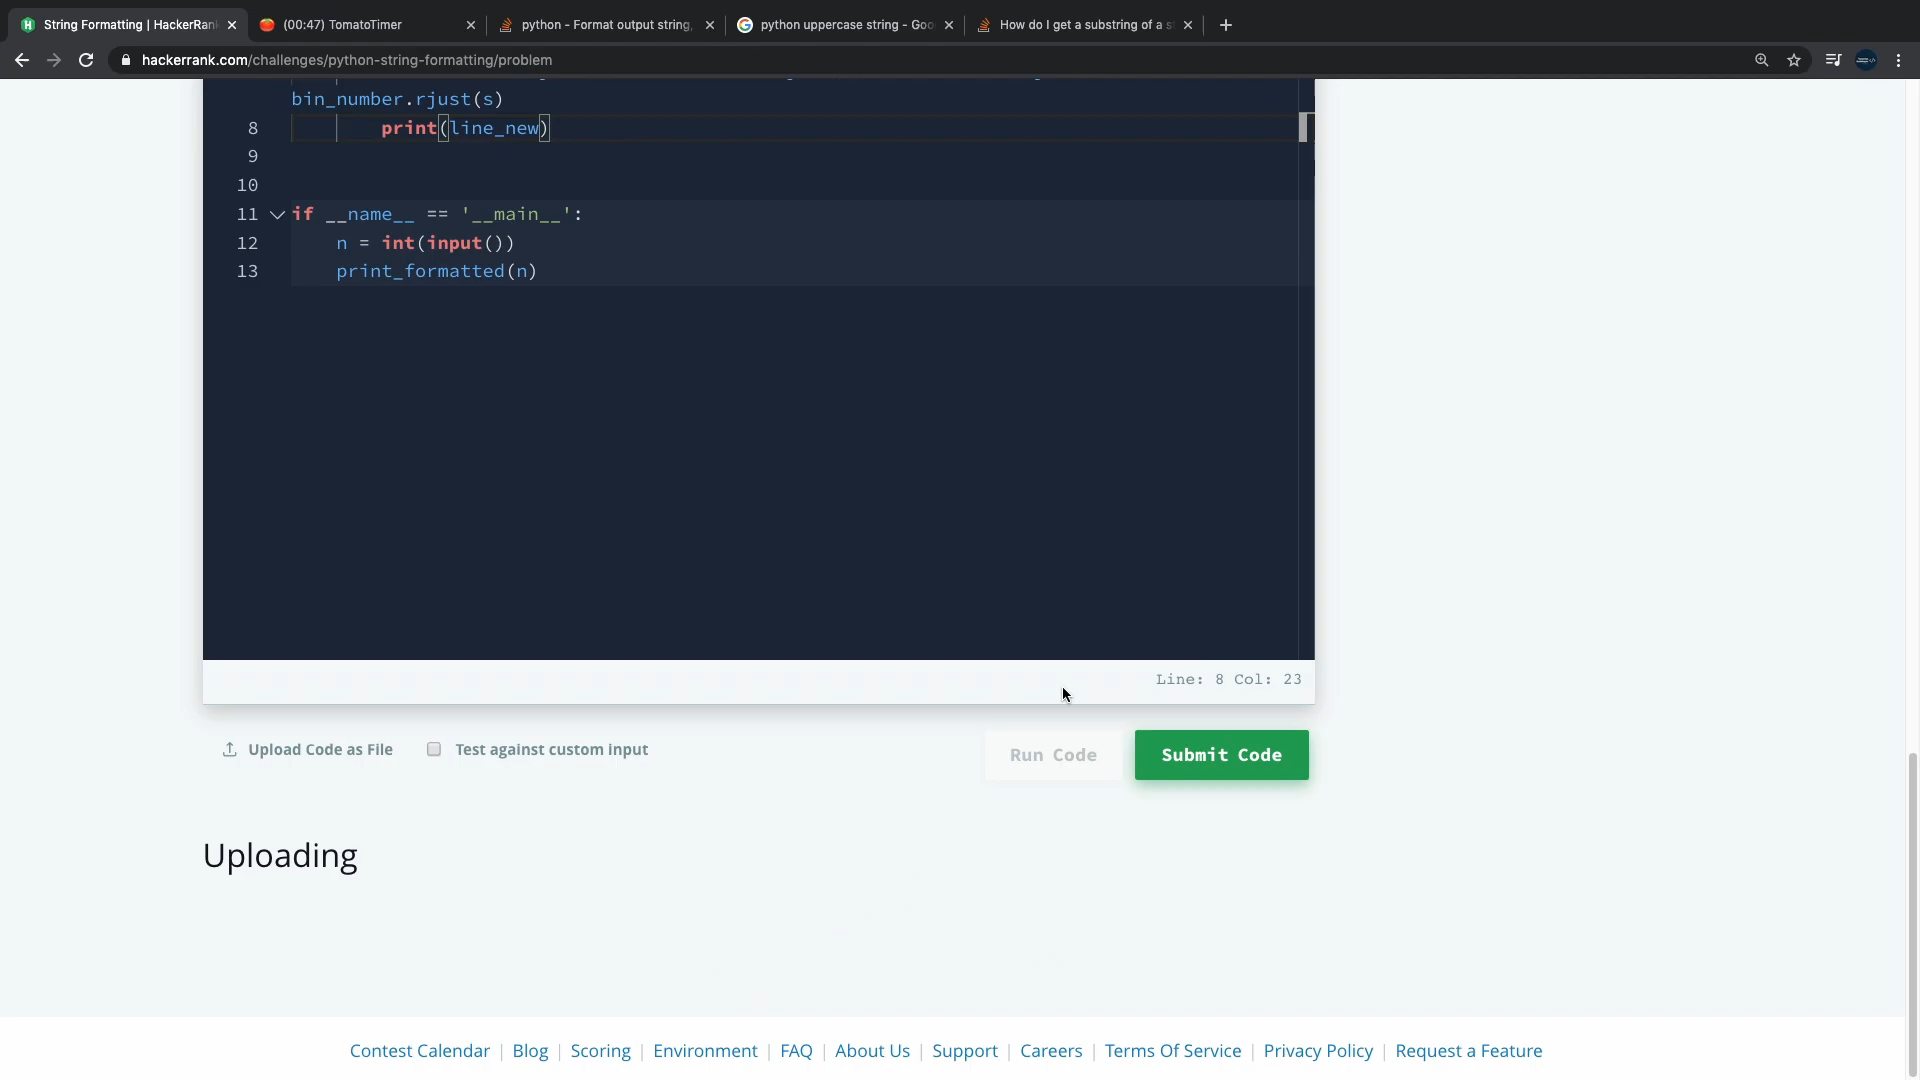 String Formatting | HackerRan
(00:47) TomatoTimer
python - Format output string,
python uppercase string - Goo
How do I get a substring of a s
hackerrank.com/challenges/python-string-formatting/problem
bin_number.rjust(s)
8 print(line_new)
9
10
11 if __name__ == '__main__':
12 n = int(input())
13 print_formatted(n)
Line: 8 Col: 23
Upload Code as File
Test against custom input
Run Code
Submit Code
Uploading
Contest Calendar | Blog | Scoring | Environment | FAQ | About Us | Support | Careers | Terms Of Service | Privacy Policy | Request a Feature